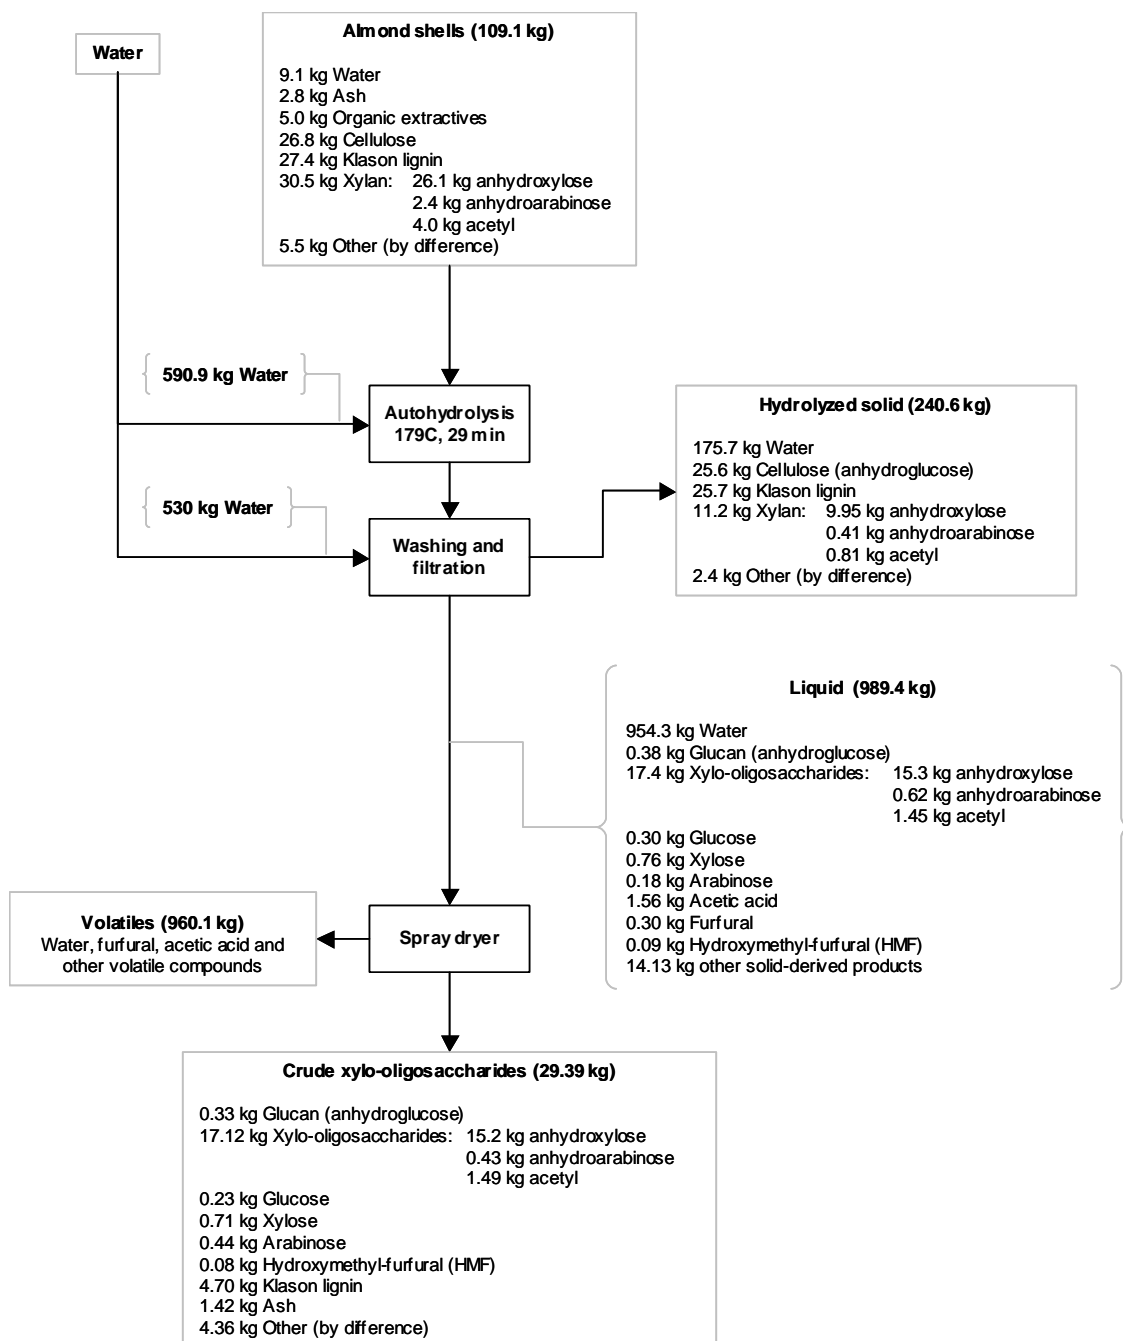 Water
Almond shells (109.1 kg)
9.1 kg Water
2.8 kg Ash
5.0 kg Organic extractives
26.8 kg Cellulose
27.4 kg Klason lignin
30.5 kg Xylan: 26.1 kg anhydroxylose
2.4 kg anhydroarabinose
4.0 kg acetyl
5.5 kg Other (by difference)
590.9 kg Water
Autohydrolysis
179C, 29 min
530 kg Water
Washing and
filtration
Hydrolyzed solid (240.6 kg)
175.7 kg Water
25.6 kg Cellulose (anhydroglucose)
25.7 kg Klason lignin
11.2 kg Xylan: 9.95 kg anhydroxylose
0.41 kg anhydroarabinose
0.81 kg acetyl
2.4 kg Other (by difference)
Liquid (989.4 kg)
954.3 kg Water
0.38 kg Glucan (anhydroglucose)
17.4 kg Xylo-oligosaccharides: 15.3 kg anhydroxylose
0.62 kg anhydroarabinose
1.45 kg acetyl
0.30 kg Glucose
0.76 kg Xylose
0.18 kg Arabinose
1.56 kg Acetic acid
0.30 kg Furfural
0.09 kg Hydroxymethyl-furfural (HMF)
14.13 kg other solid-derived products
Volatiles (960.1 kg)
Water, furfural, acetic acid and
other volatile compounds
Spray dryer
Crude xylo-oligosaccharides (29.39 kg)
0.33 kg Glucan (anhydroglucose)
17.12 kg Xylo-oligosaccharides: 15.2 kg anhydroxylose
0.43 kg anhydroarabinose
1.49 kg acetyl
0.23 kg Glucose
0.71 kg Xylose
0.44 kg Arabinose
0.08 kg Hydroxymethyl-furfural (HMF)
4.70 kg Klason lignin
1.42 kg Ash
4.36 kg Other (by difference)